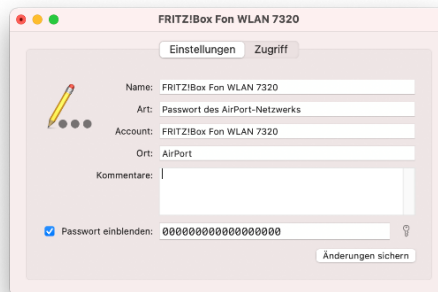 FRITZ!Box Fon WLAN 7320
Einstellungen Zugriff
Name: FRITZ!Box Fon WLAN 7320
Art: Passwort des AirPort-Netzwerks
Account: FRITZ!Box Fon WLAN 7320
Ort: AirPort
Kommentare:
Passwort einblenden: 0000000000000000
Änderungen sichern